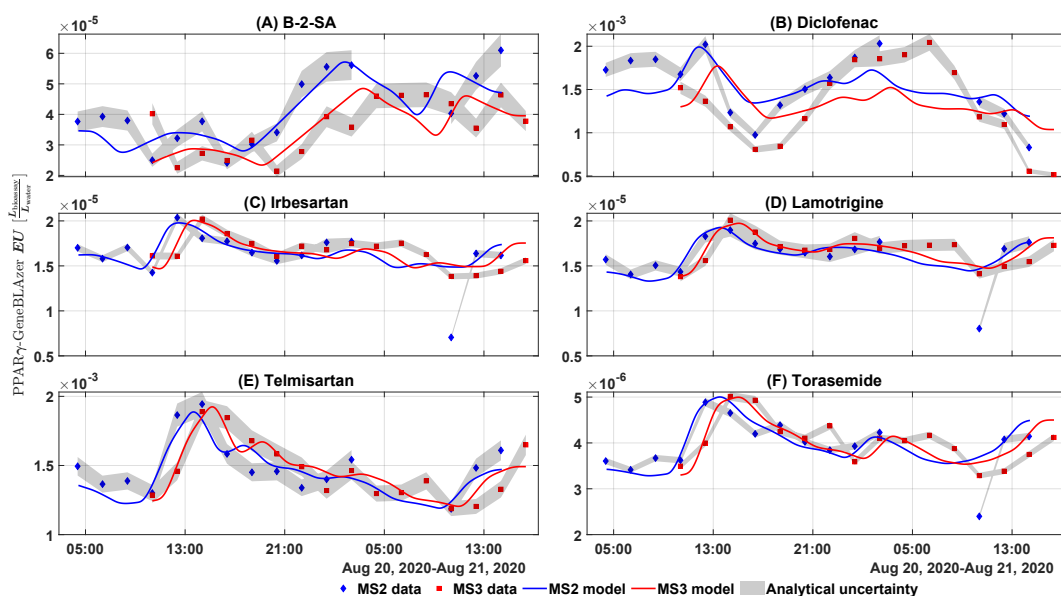 (A) B-2-SA
×10⁻⁵
6
5
4
3
2
(B) Diclofenac
×10⁻³
2
1.5
1
0.5
PPARγ-GeneBLAzer EU [L_bioassay/L_water]
(C) Irbesartan
×10⁻⁵
2
1.5
1
0.5
(D) Lamotrigine
×10⁻⁵
2
1.5
1
0.5
(E) Telmisartan
×10⁻³
2
1.5
1
05:00 13:00 21:00 05:00 13:00
Aug 20, 2020-Aug 21, 2020
(F) Torasemide
×10⁻⁶
5
4
3
2
05:00 13:00 21:00 05:00 13:00
Aug 20, 2020-Aug 21, 2020
MS2 data MS3 data MS2 model MS3 model Analytical uncertainty